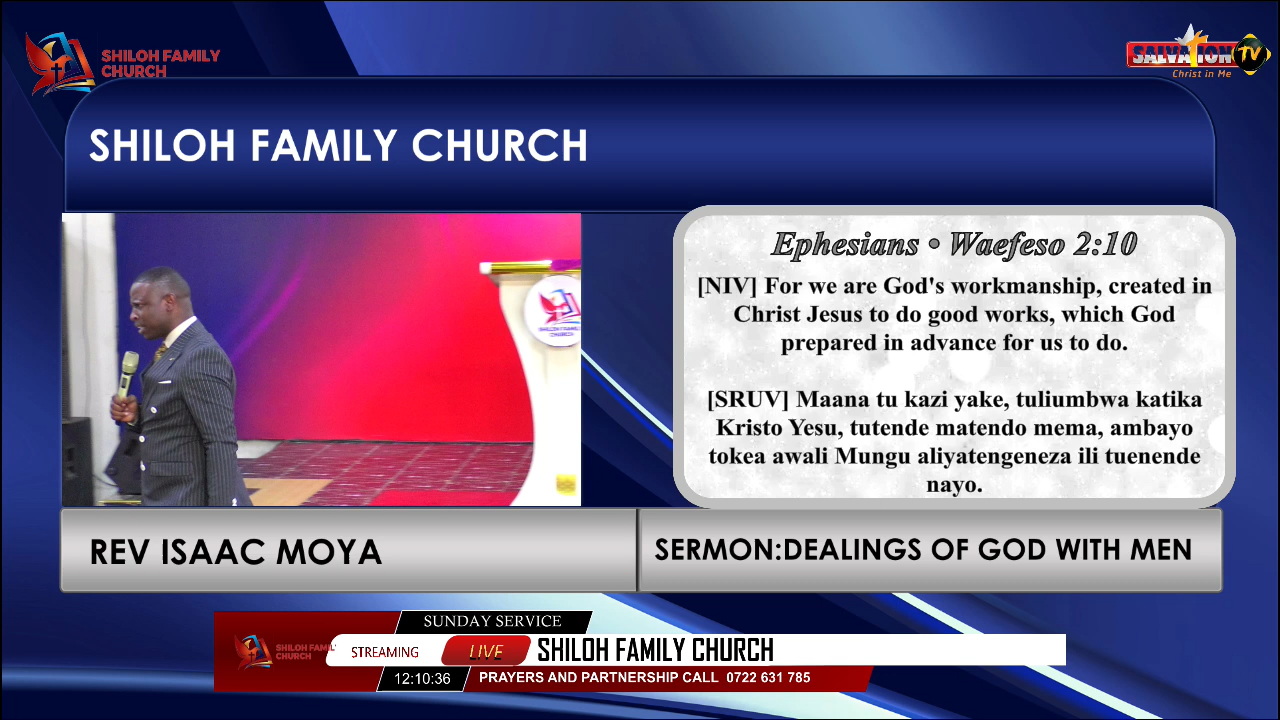 SHILOH FAMILY
CHURCH
SALVATION TV
Christ in Me
SHILOH FAMILY CHURCH
Ephesians • Waefeso 2:10
[NIV] For we are God's workmanship, created in
Christ Jesus to do good works, which God
prepared in advance for us to do.
[SRUV] Maana tu kazi yake, tuliumbwa katika
Kristo Yesu, tutende matendo mema, ambayo
tokea awali Mungu aliyatengeneza ili tuenende
nayo.
SHILOH FAMILY
CHURCH
REV ISAAC MOYA
SERMON:DEALINGS OF GOD WITH MEN
SUNDAY SERVICE
SHILOH FAMILY
CHURCH
STREAMING LIVE SHILOH FAMILY CHURCH
12:10:36 PRAYERS AND PARTNERSHIP CALL 0722 631 785